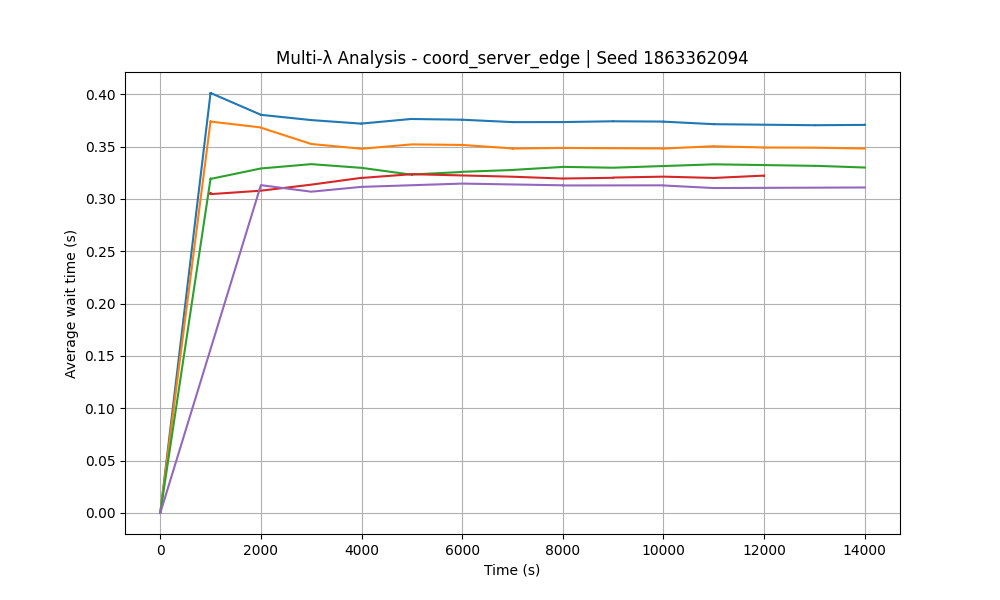 Multi-λ Analysis - coord_server_edge | Seed 1863362094
Average wait time (s)
0.40
0.35
0.30
0.25
0.20
0.15
0.10
0.05
0.00
0 2000 4000 6000 8000 10000 12000 14000
Time (s)